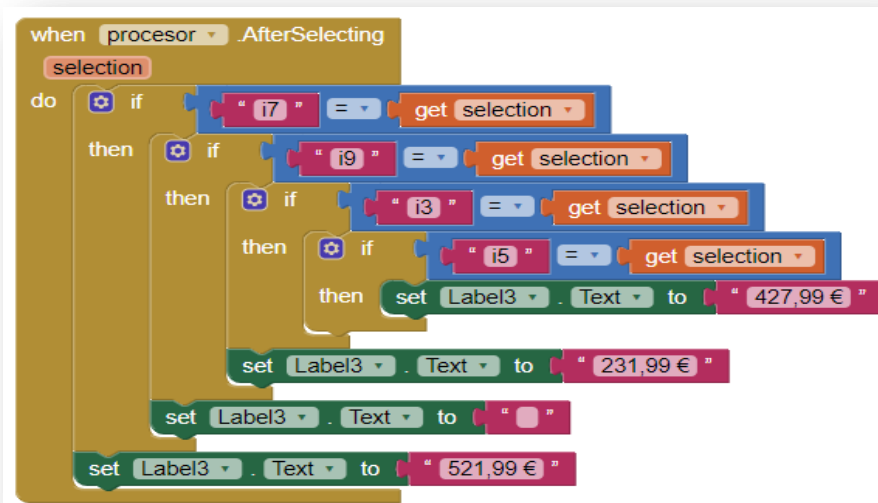 when procesor .AfterSelecting
selection
do if “ i7 ” = get selection
then if “ i9 ” = get selection
then if “ i3 ” = get selection
then if “ i5 ” = get selection
then set Label3 . Text to “ 427,99 € ”
set Label3 . Text to “ 231,99 € ”
set Label3 . Text to “ ”
set Label3 . Text to “ 521,99 € ”